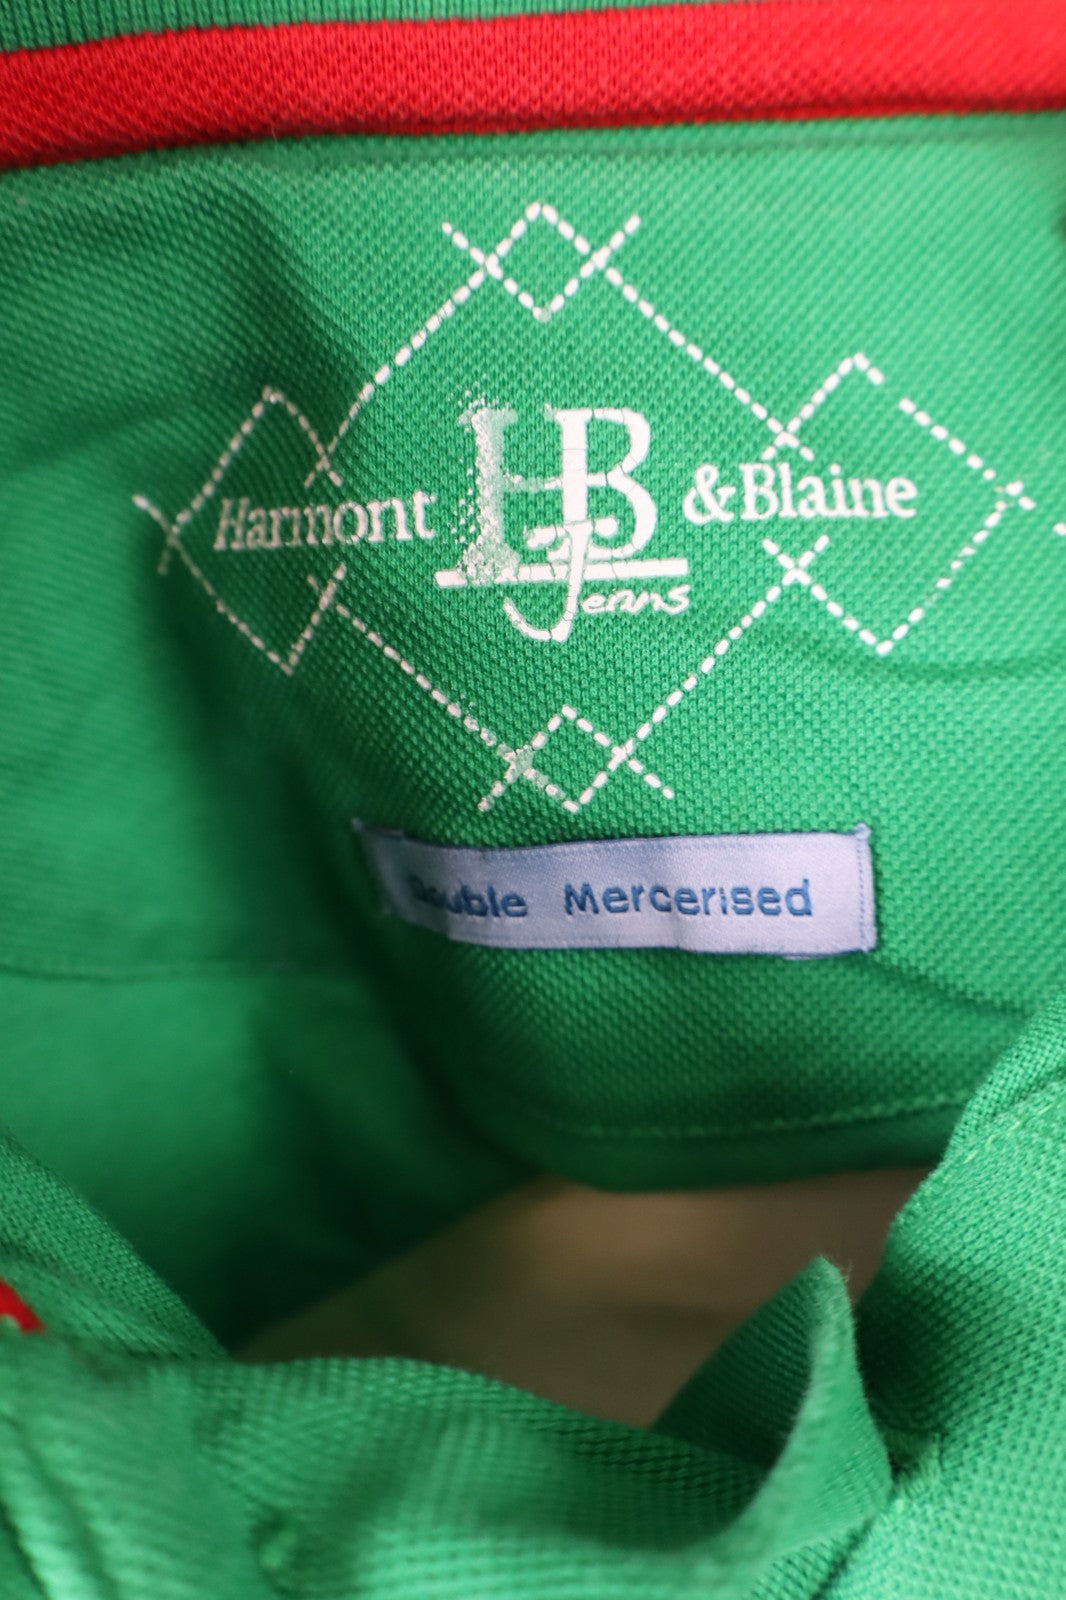 Harmont HB & Blaine
Jeans
Double Mercerised